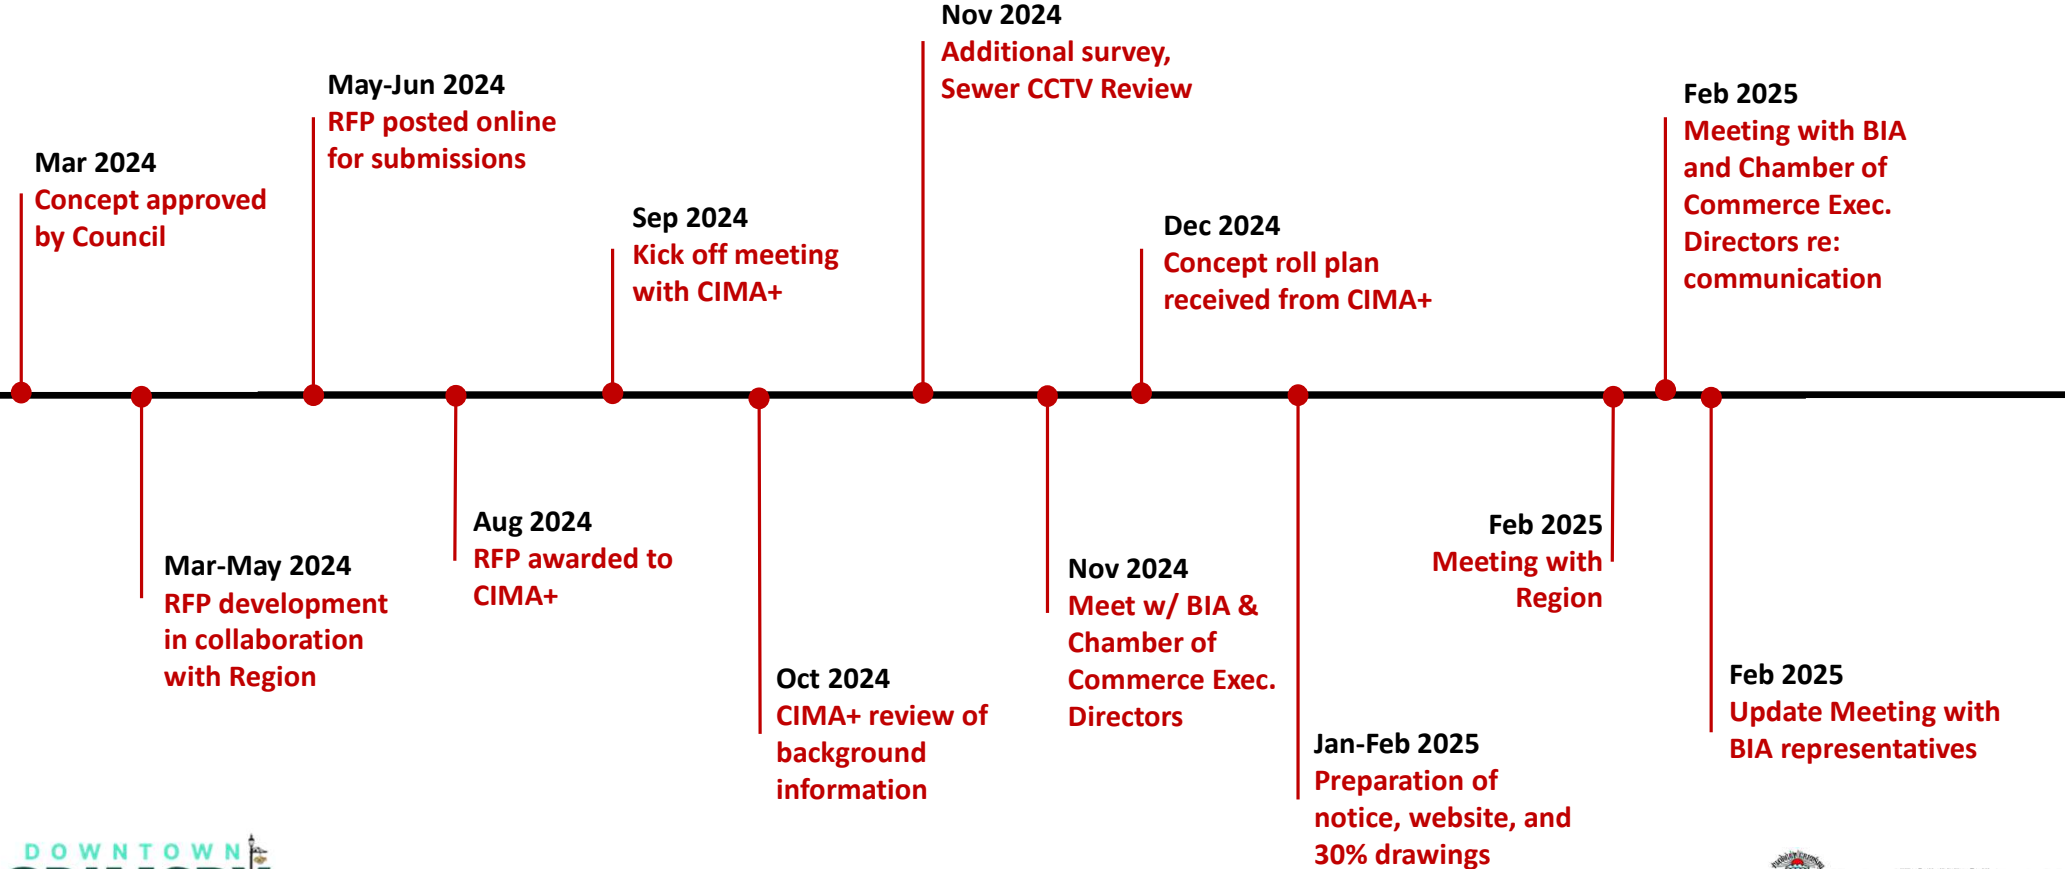 Nov 2024
Additional survey,
Sewer CCTV Review
May-Jun 2024
RFP posted online
for submissions
Feb 2025
Meeting with BIA
and Chamber of
Commerce Exec.
Directors re:
communication
Mar 2024
Concept approved
by Council
Sep 2024
Kick off meeting
with CIMA+
Dec 2024
Concept roll plan
received from CIMA+
Mar-May 2024
RFP development
in collaboration
with Region
Aug 2024
RFP awarded to
CIMA+
Oct 2024
CIMA+ review of
background
information
Nov 2024
Meet w/ BIA &
Chamber of
Commerce Exec.
Directors
Jan-Feb 2025
Preparation of
notice, website, and
30% drawings
Feb 2025
Meeting with
Region
Feb 2025
Update Meeting with
BIA representatives
DOWNTOWN